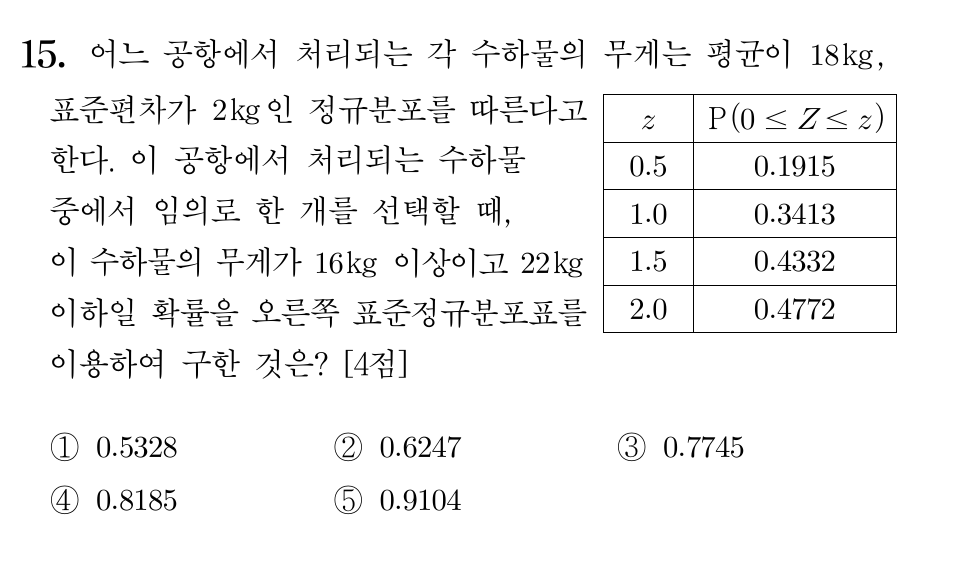 15. 어느 공항에서 처리되는 각 수하물의 무게는 평균이 18kg,
표준편차가 2kg인 정규분포를 따른다고
한다. 이 공항에서 처리되는 수하물
중에서 임의로 한 개를 선택할 때,
이 수하물의 무게가 16kg 이상이고 22kg
이하일 확률을 오른쪽 표준정규분포표를
이용하여 구한 것은? [4점]
z P(0≤Z≤z)
0.5 0.1915
1.0 0.3413
1.5 0.4332
2.0 0.4772
① 0.5328 ② 0.6247 ③ 0.7745
④ 0.8185 ⑤ 0.9104